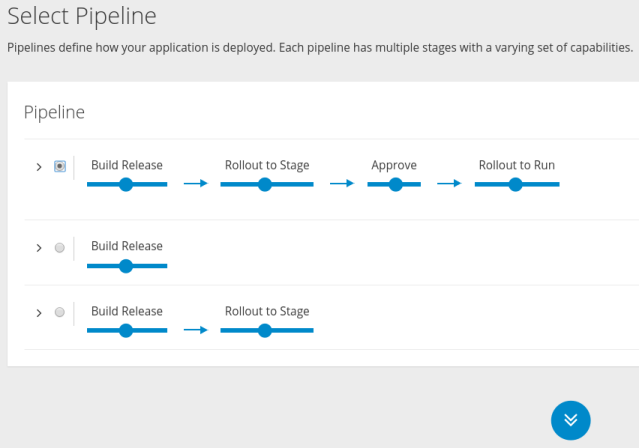 Select Pipeline
Pipelines define how your application is deployed. Each pipeline has multiple stages with a varying set of capabilities.
Pipeline
Build Release Rollout to Stage Approve Rollout to Run
Build Release
Build Release Rollout to Stage